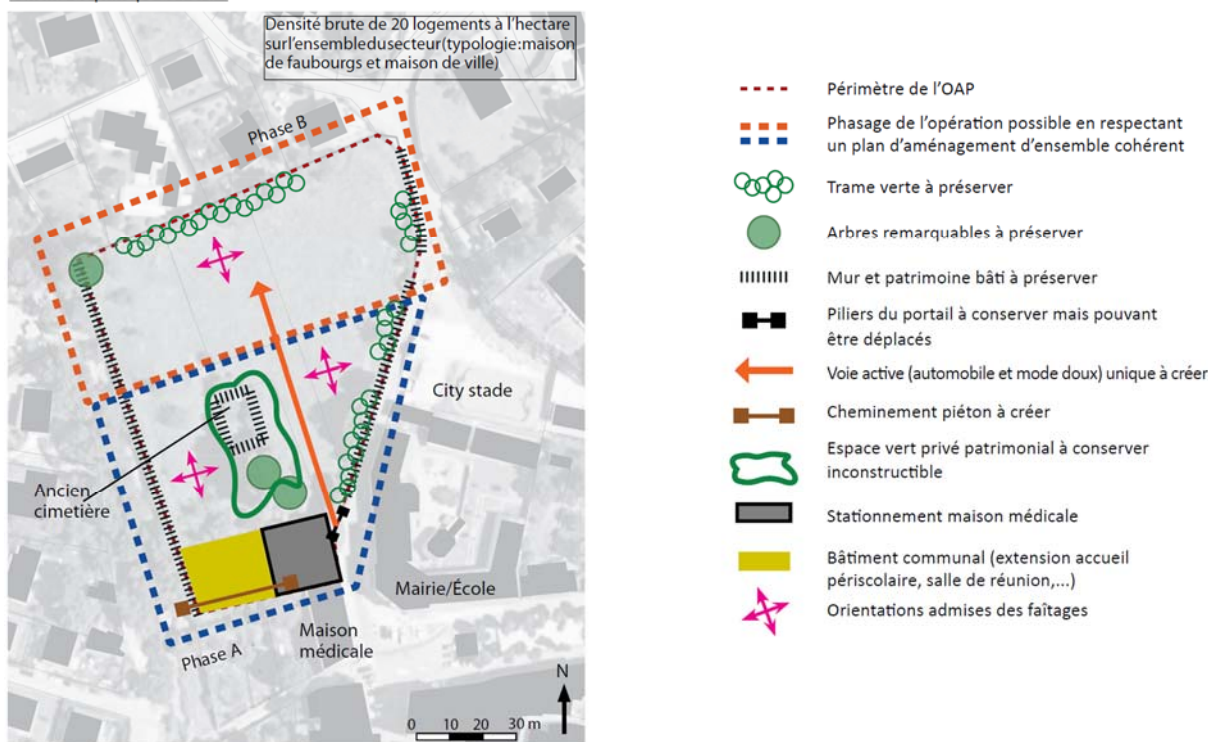 Densité brute de 20 logements à l'hectare
surl'ensembledusecteur(typologie:maison
de faubourgs et maison de ville)
Phase B
City stade
Ancien
cimetière
Mairie/École
Maison
médicale
Phase A
N
0 10 20 30 m
Périmètre de l'OAP
Phasage de l'opération possible en respectant
un plan d'aménagement d'ensemble cohérent
Trame verte à préserver
Arbres remarquables à préserver
Mur et patrimoine bâti à préserver
Piliers du portail à conserver mais pouvant
être déplacés
Voie active (automobile et mode doux) unique à créer
Cheminement piéton à créer
Espace vert privé patrimonial à conserver
inconstructible
Stationnement maison médicale
Bâtiment communal (extension accueil
périscolaire, salle de réunion,...)
Orientations admises des faîtages